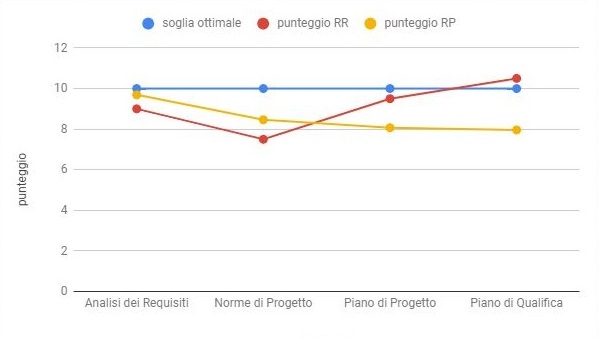 soglia ottimale punteggio RR punteggio RP
12
10
8
6
4
2
0
punteggio
Analisi dei Requisiti Norme di Progetto Piano di Progetto Piano di Qualifica